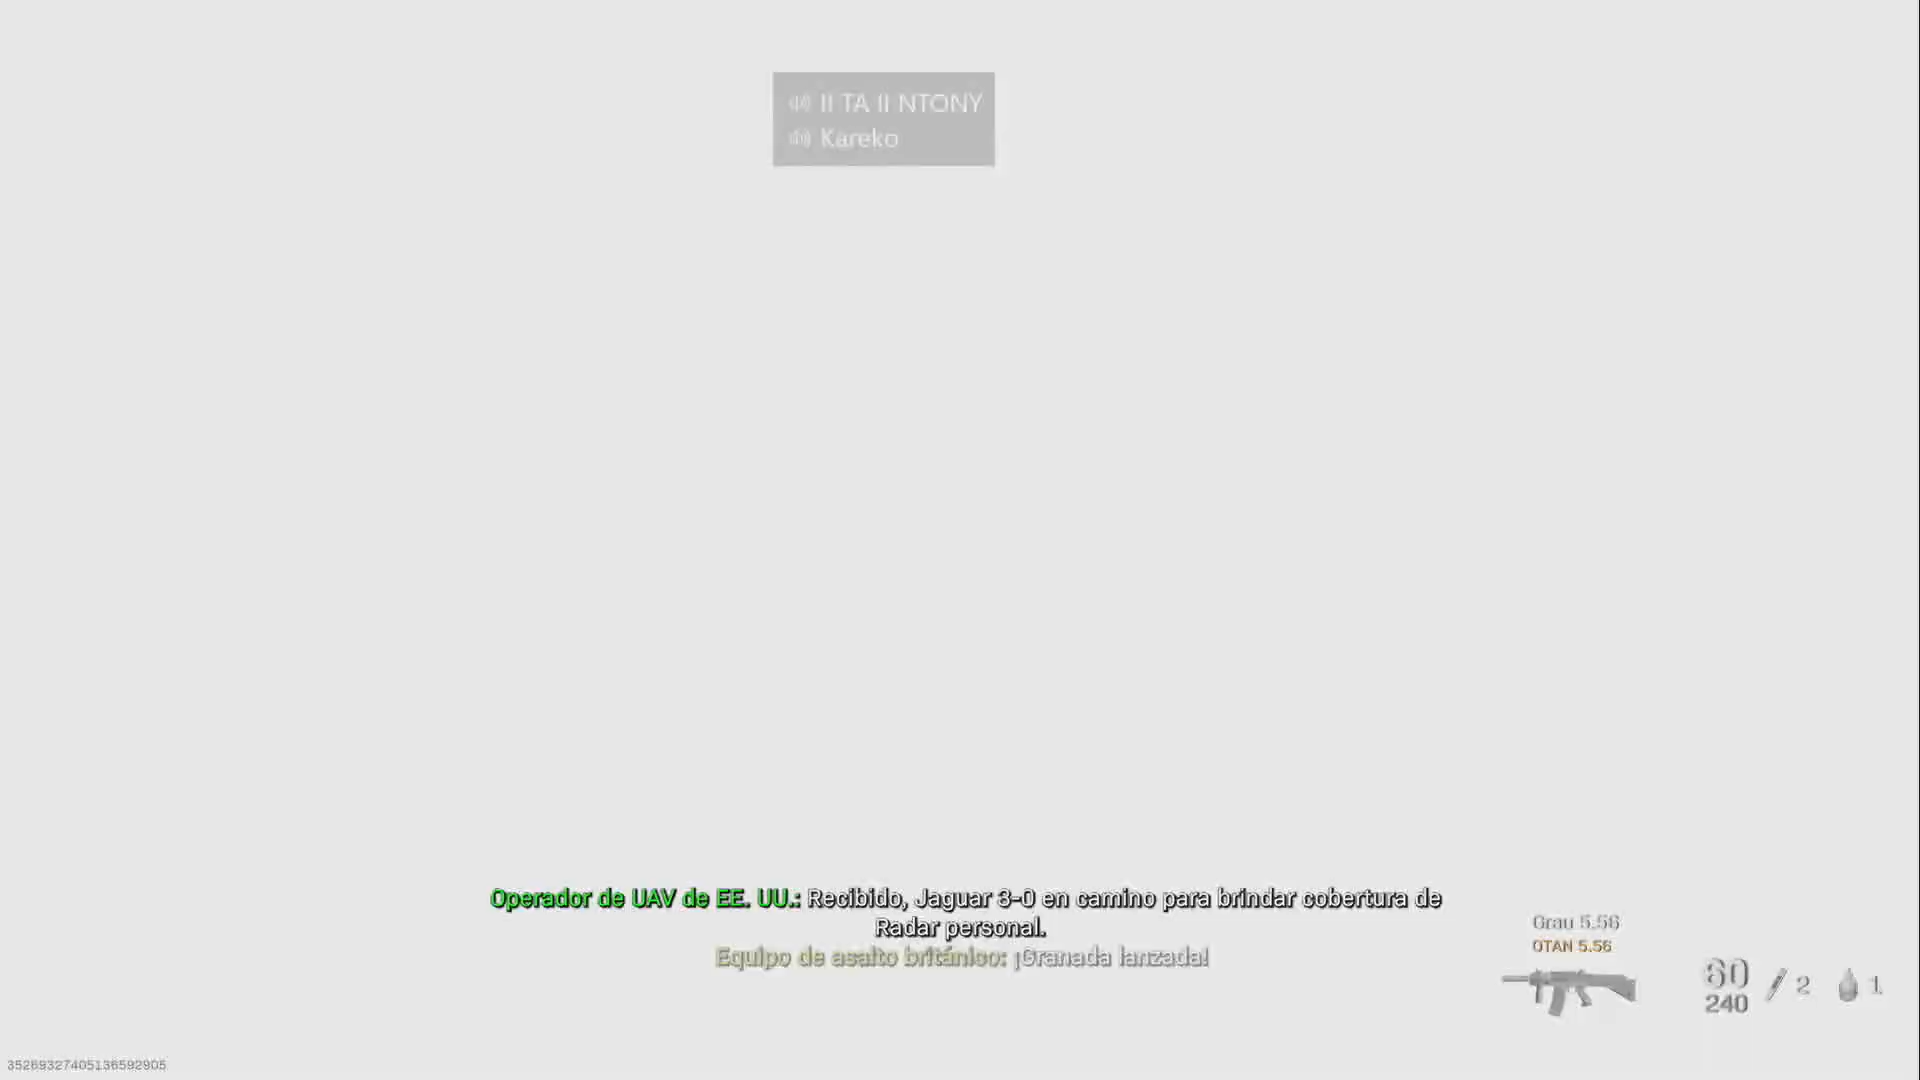 II TA II NTONY
Kareko
Operador de UAV de EE. UU.: Recibido, Jaguar 3-0 en camino para brindar cobertura de
Radar personal.
Equipo de asalto británico: ¡Granada lanzada!
Grau 5.56
OTAN 5.56
60
240
2
1
35269327405136592905